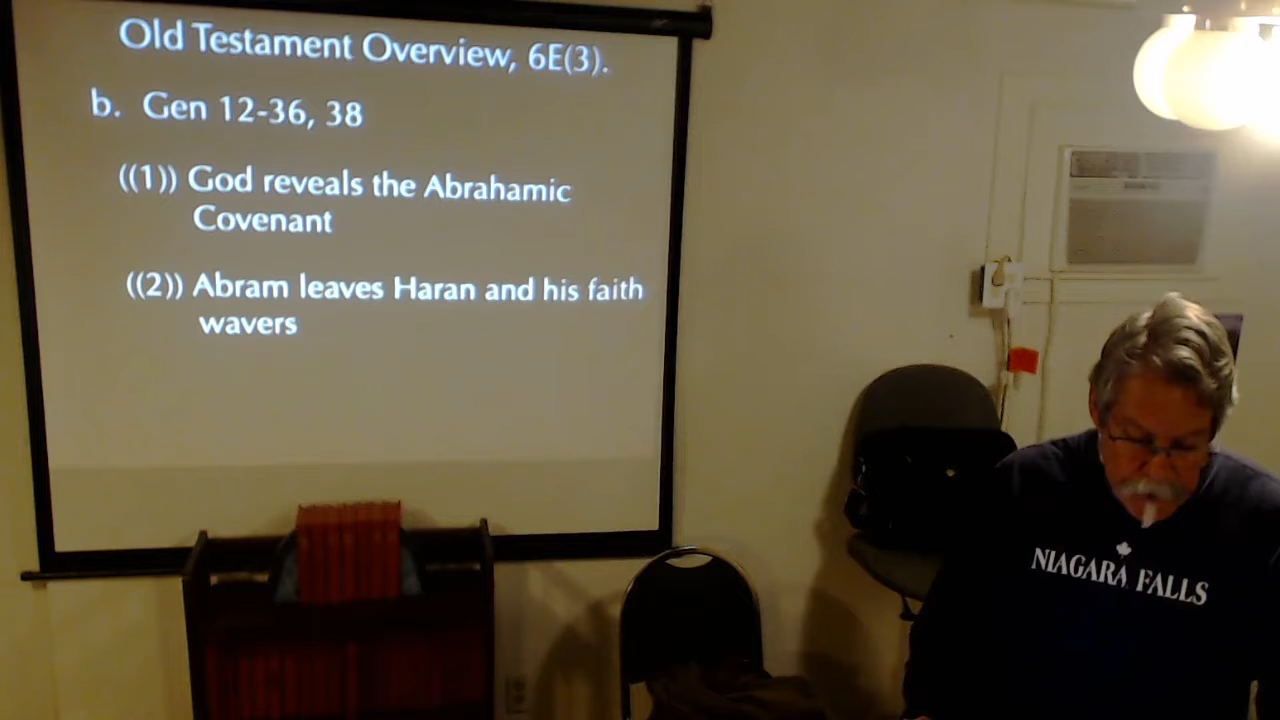 Old Testament Overview, 6E(3).
b. Gen 12-36, 38
((1)) God reveals the Abrahamic
Covenant
((2)) Abram leaves Haran and his faith
wavers
NIAGARA FALLS